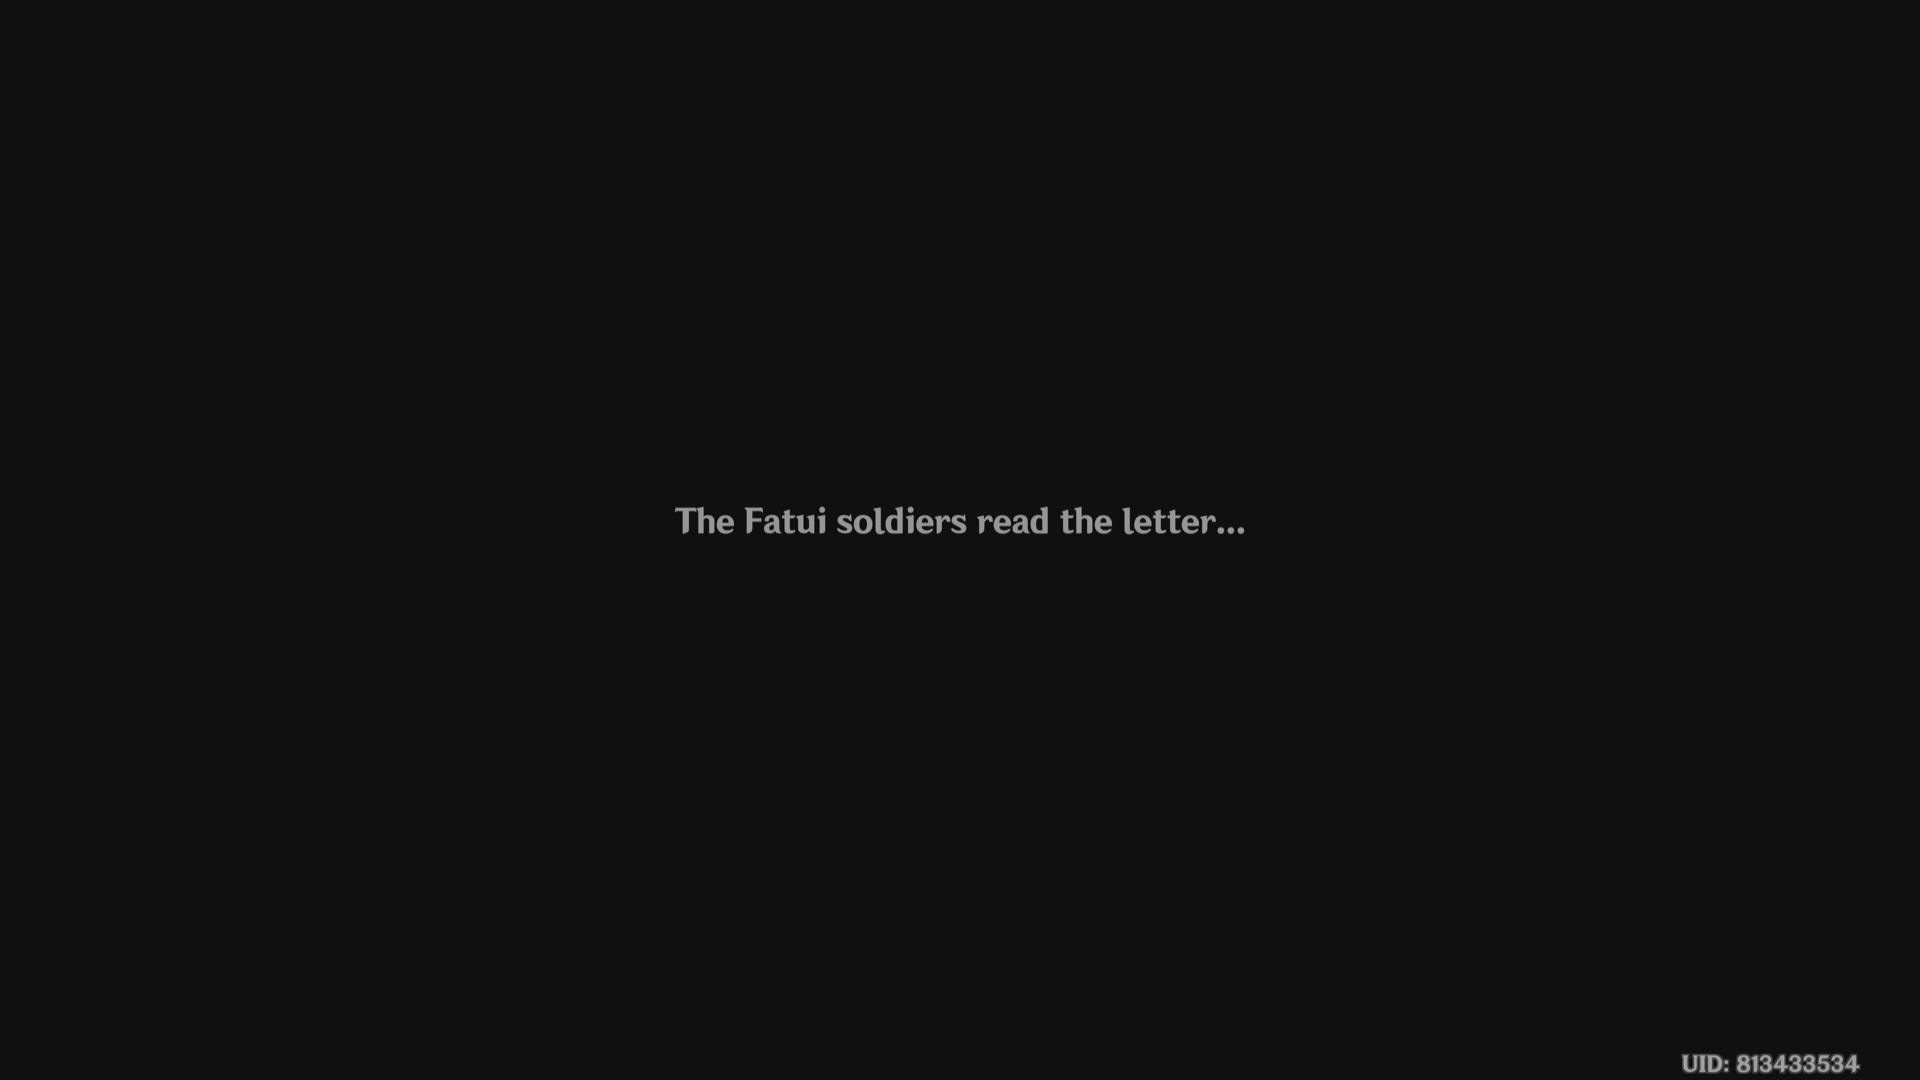 The Fatui soldiers read the letter...
UID: 813433534